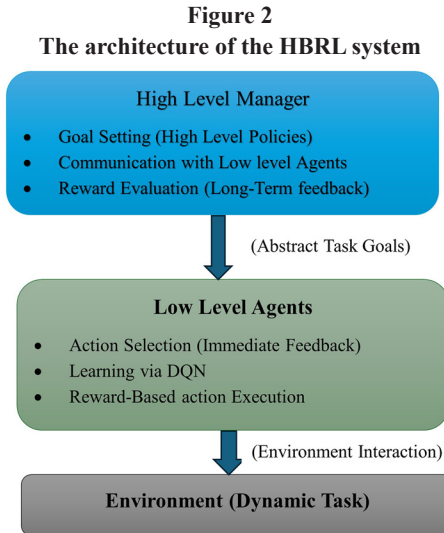 Figure 2
The architecture of the HBRL system
High Level Manager
• Goal Setting (High Level Policies)
• Communication with Low level Agents
• Reward Evaluation (Long-Term feedback)
(Abstract Task Goals)
Low Level Agents
• Action Selection (Immediate Feedback)
• Learning via DQN
• Reward-Based action Execution
(Environment Interaction)
Environment (Dynamic Task)